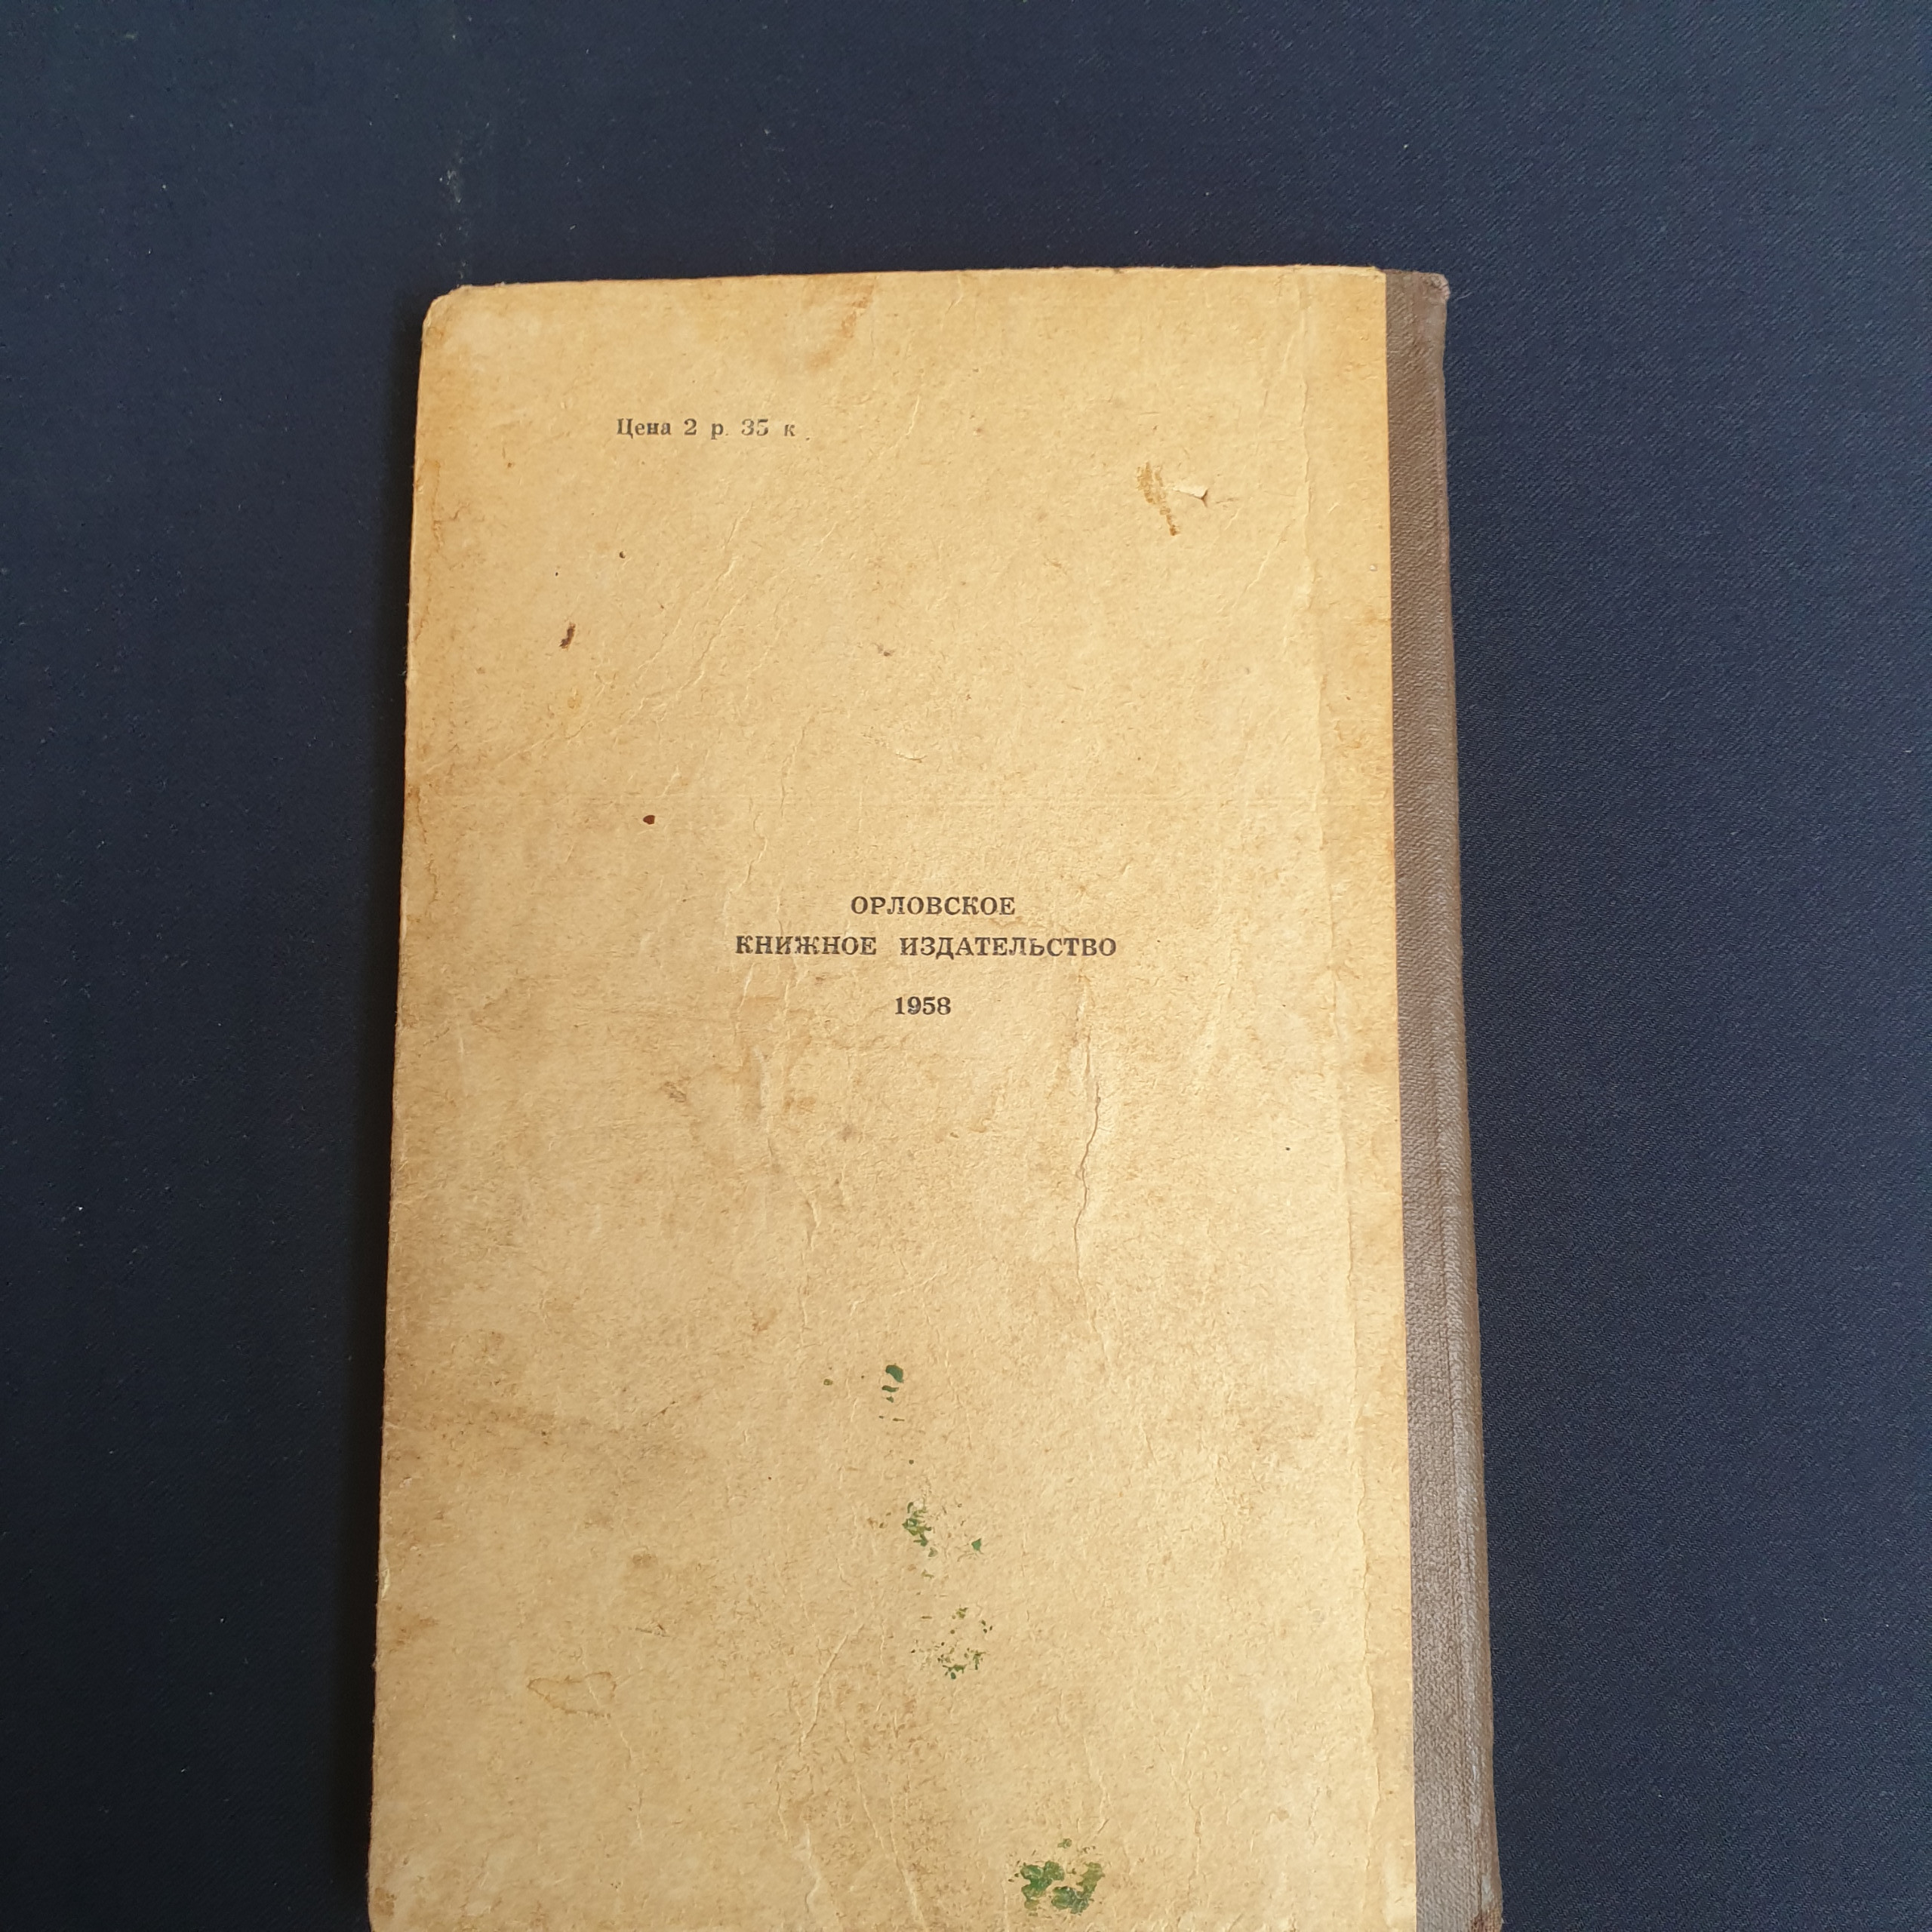 Цена 2 р. 35 к.
ОРЛОВСКОЕ
КНИЖНОЕ ИЗДАТЕЛЬСТВО
1958